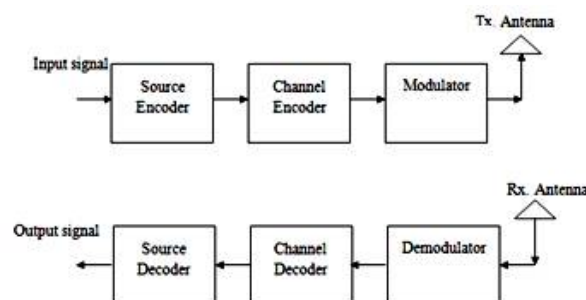 Tx. Antenna
Input signal
Source
Encoder
Channel
Encoder
Modulator
Rx. Antenna
Output signal
Source
Decoder
Channel
Decoder
Demodulator